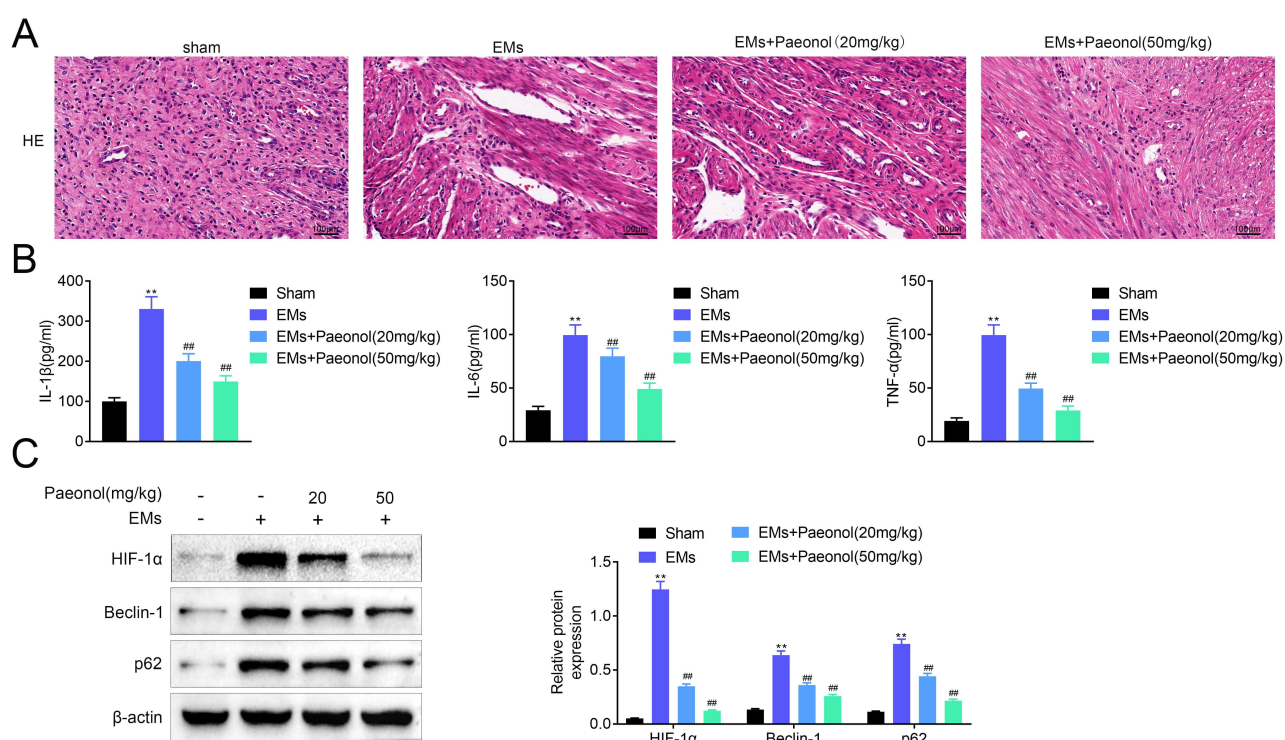 A
sham
EMs
EMs+Paeonol（20mg/kg）
EMs+Paeonol(50mg/kg)
HE
100μm
100μm
100μm
100μm
B
IL-1β(pg/ml)
400
300
200
100
0
**
##
##
Sham
EMs
EMs+Paeonol(20mg/kg)
EMs+Paeonol(50mg/kg)
IL-6(pg/ml)
150
100
50
0
**
##
##
Sham
EMs
EMs+Paeonol(20mg/kg)
EMs+Paeonol(50mg/kg)
TNF-α(pg/ml)
150
100
50
0
**
##
##
Sham
EMs
EMs+Paeonol(20mg/kg)
EMs+Paeonol(50mg/kg)
C
Paeonol(mg/kg) - - 20 50
EMs - + + +
HIF-1α
Beclin-1
p62
β-actin
Sham
EMs
EMs+Paeonol(20mg/kg)
EMs+Paeonol(50mg/kg)
Relative protein
expression
1.5
1.0
0.5
0.0
**
##
##
**
##
##
**
##
##
HIF-1α Beclin-1 p62